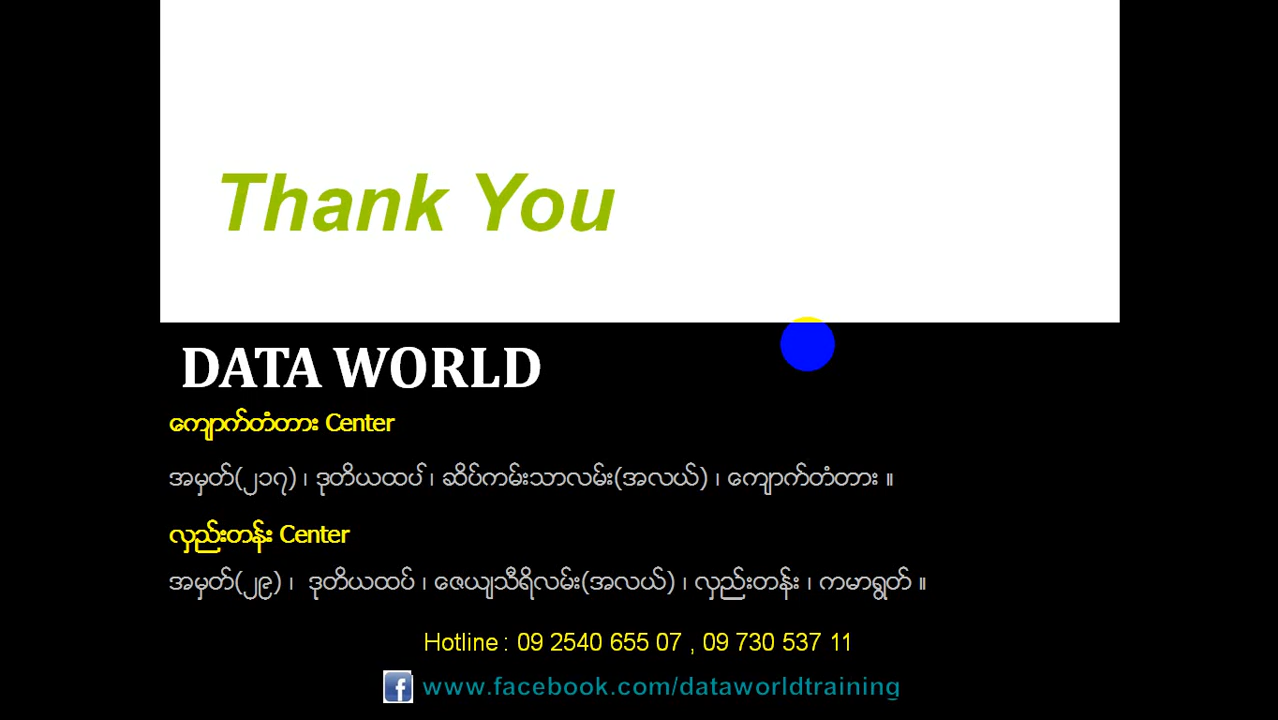 Thank You
DATA WORLD
ကျောက်တံတား Center
အမှတ်(၂၁၇) ၊ ဒုတိယထပ် ၊ ဆိပ်ကမ်းသာလမ်း(အလယ်) ၊ ကျောက်တံတား ။
လှည်းတန်း Center
အမှတ်(၂၉) ၊ ဒုတိယထပ် ၊ ဇေယျသီရိလမ်း(အလယ်) ၊ လှည်းတန်း ၊ ကမာရွတ် ။
Hotline : 09 2540 655 07 , 09 730 537 11
www.facebook.com/dataworldtraining